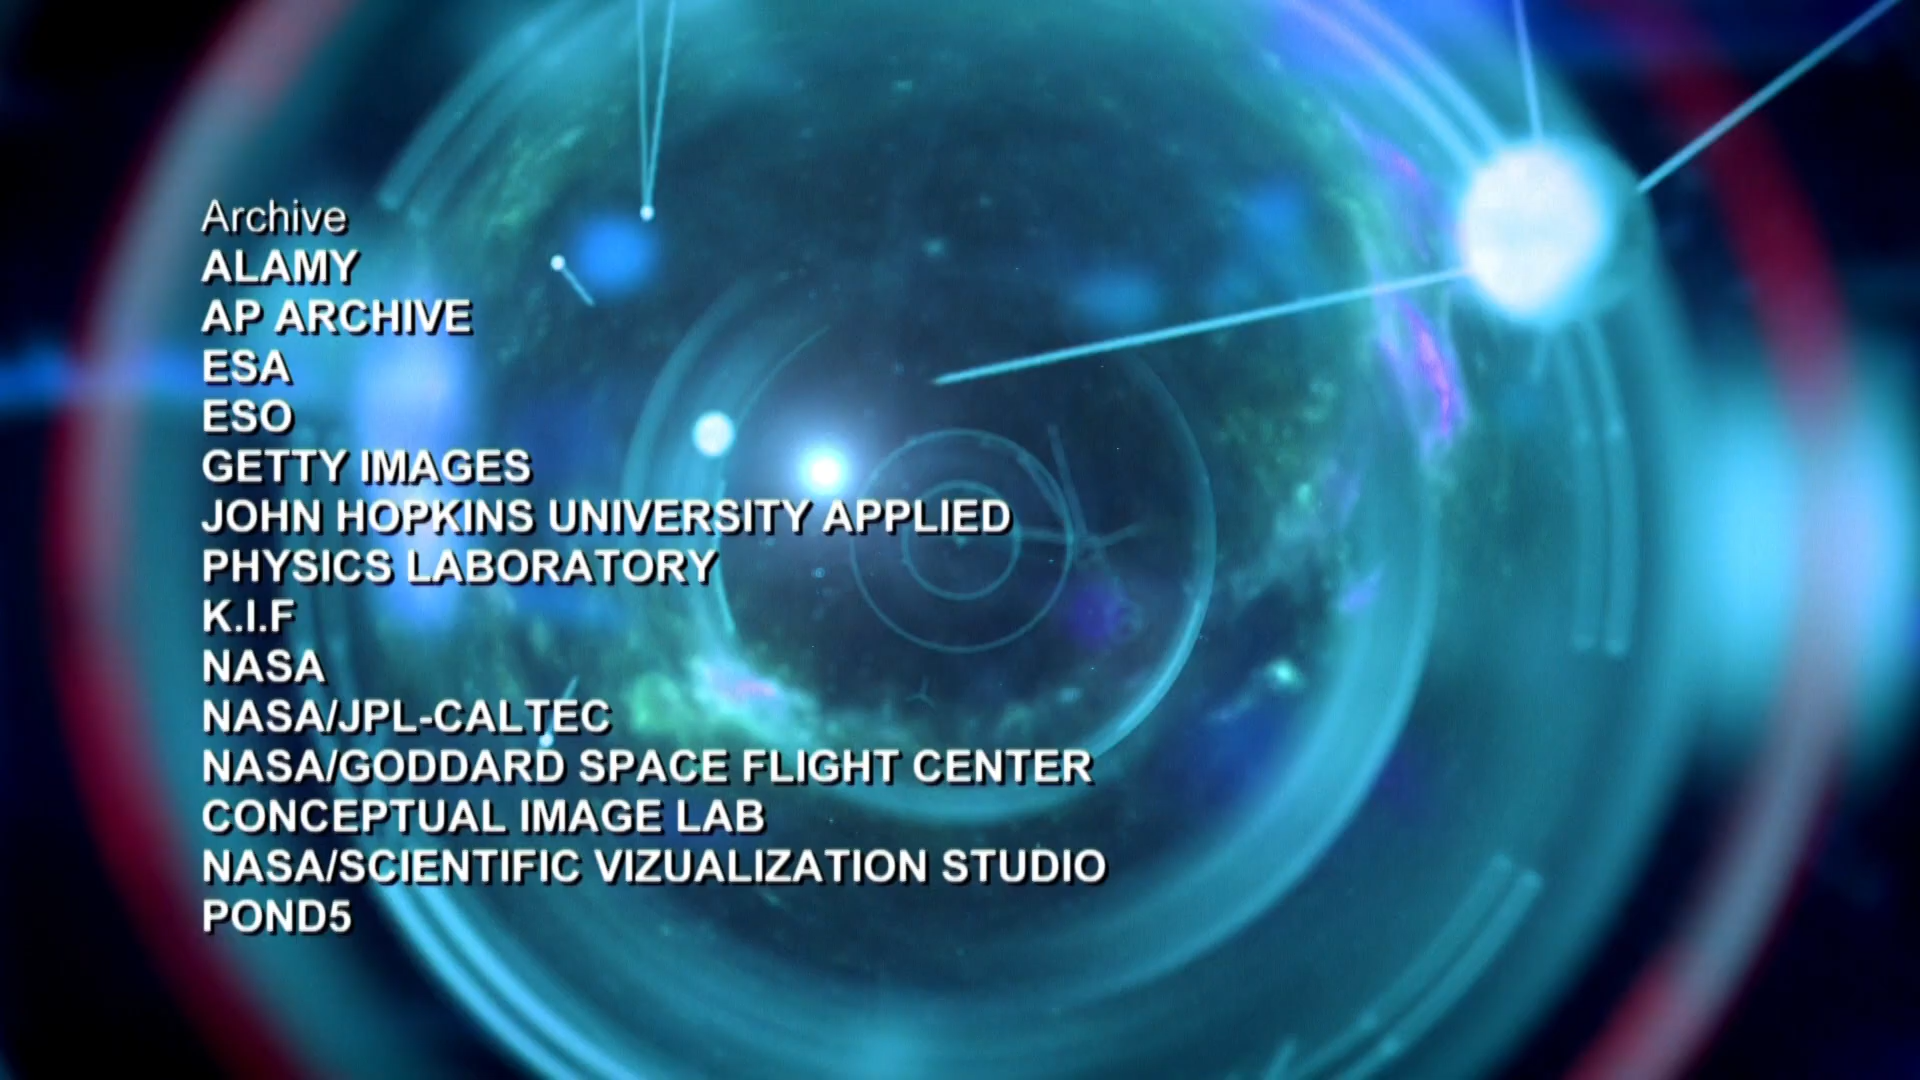 Archive
ALAMY
AP ARCHIVE
ESA
ESO
GETTY IMAGES
JOHN HOPKINS UNIVERSITY APPLIED
PHYSICS LABORATORY
K.I.F
NASA
NASA/JPL-CALTEC
NASA/GODDARD SPACE FLIGHT CENTER
CONCEPTUAL IMAGE LAB
NASA/SCIENTIFIC VIZUALIZATION STUDIO
POND5